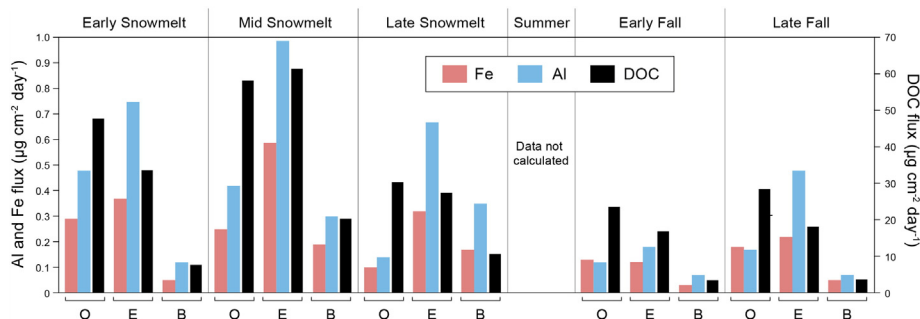 Early Snowmelt Mid Snowmelt Late Snowmelt Summer Early Fall Late Fall
Al and Fe flux (µg cm⁻² day⁻¹)
1.0
0.9
0.8
0.7
0.6
0.5
0.4
0.3
0.2
0.1
0
Fe Al DOC
Data not
calculated
70
60
50
40
30
20
10
0
DOC flux (µg cm⁻² day⁻¹)
O E B O E B O E B O E B O E B